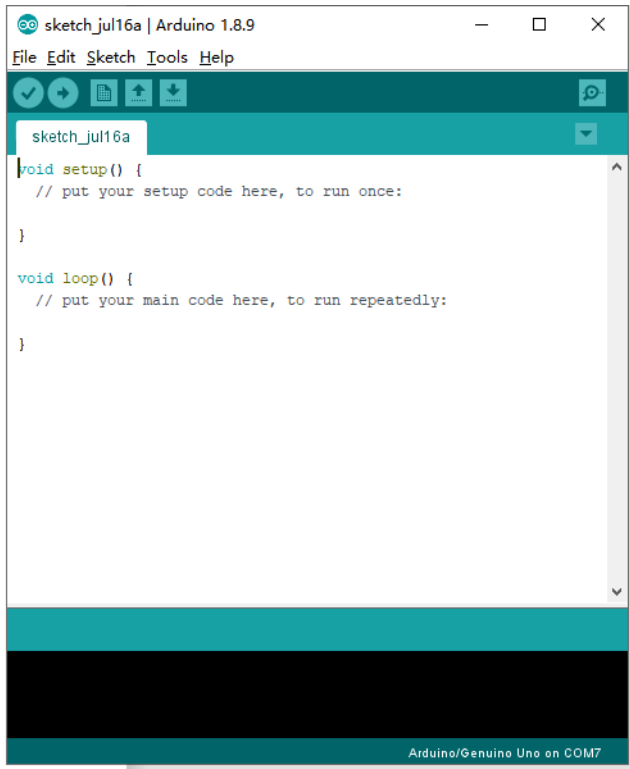 sketch_jul16a | Arduino 1.8.9
File Edit Sketch Tools Help
sketch_jul16a
void setup() {
  // put your setup code here, to run once:
}
void loop() {
  // put your main code here, to run repeatedly:
}
Arduino/Genuino Uno on COM7